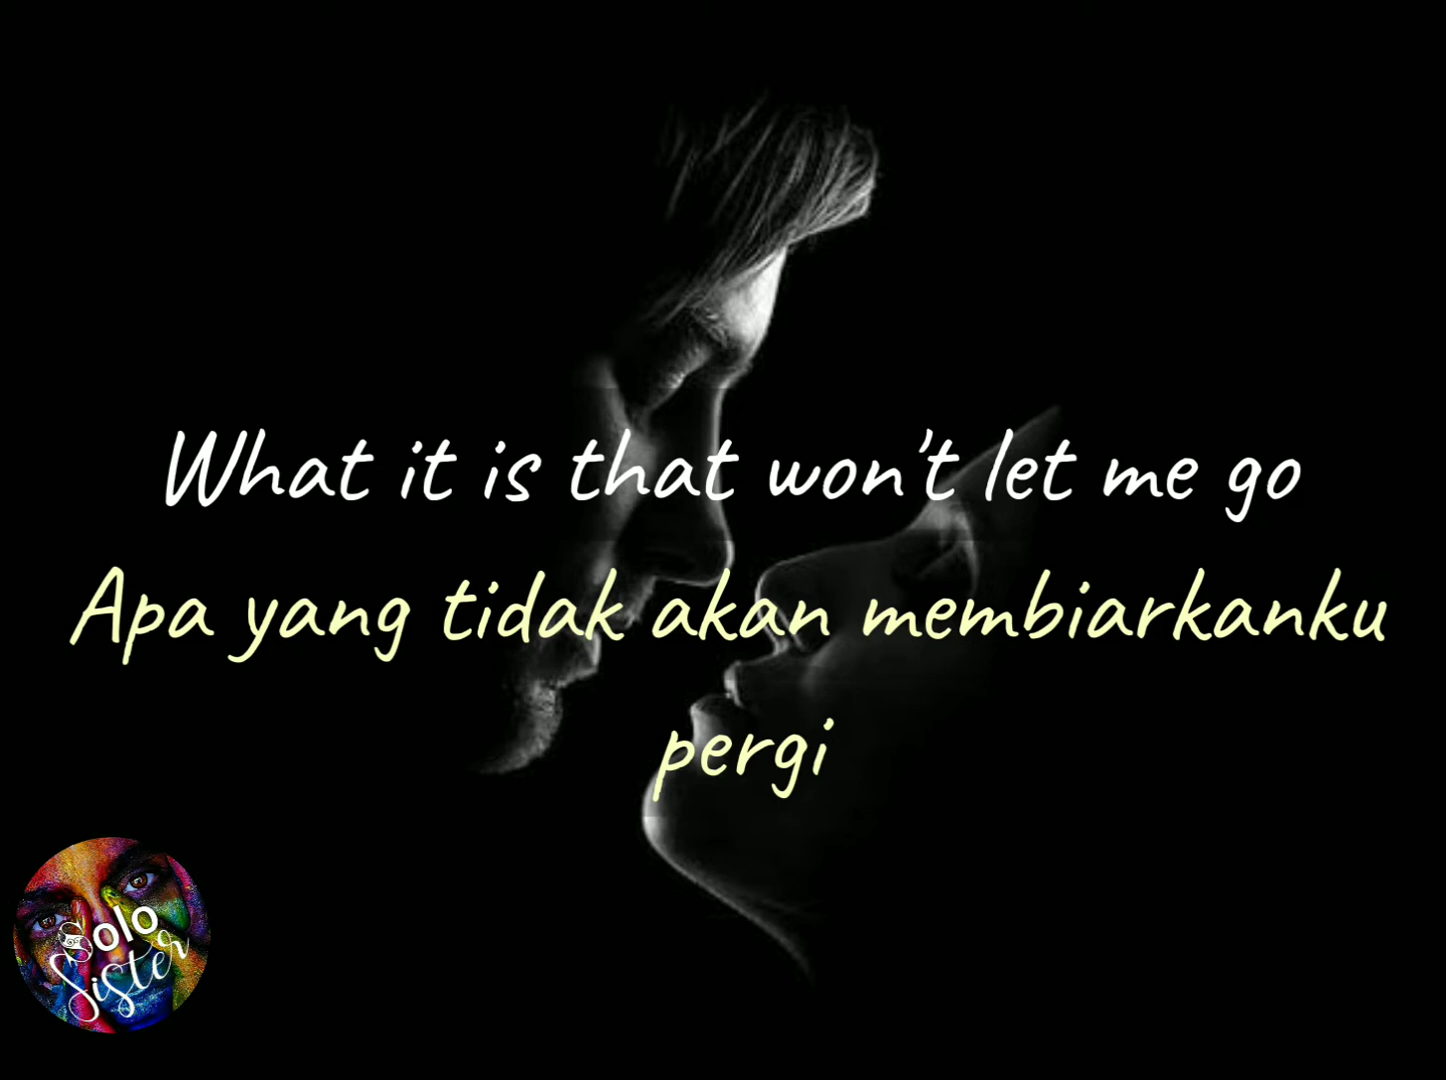 What it is that won't let me go
Apa yang tidak akan membiarkanku
pergi
Solo
Sister